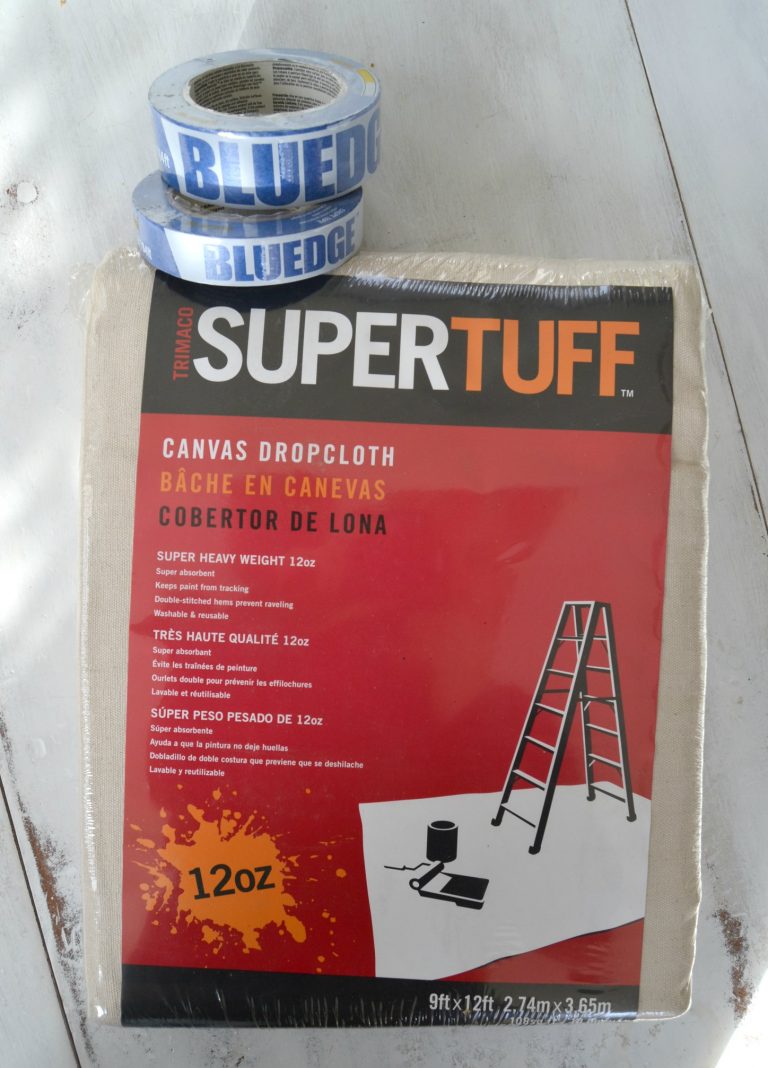 BLUEDG
BLUEDGE
TRIMACO
SUPERTUFF™
CANVAS DROPCLOTH
BÂCHE EN CANEVAS
COBERTOR DE LONA
SUPER HEAVY WEIGHT 12oz
Super absorbent
Keeps paint from tracking
Double-stitched hems prevent raveling
Washable & reusable
TRÈS HAUTE QUALITÉ 12oz
Super absorbant
Évite les traînées de peinture
Ourlets double pour prévenir les effilochures
Lavable et réutilisable
SÚPER PESO PESADO DE 12oz
Súper absorbente
Ayuda a que la pintura no deje huellas
Dobladillo de doble costura que previene que se deshilache
Lavable y reutilizable
12oz
9ft x 12ft 2.74m x 3.65m